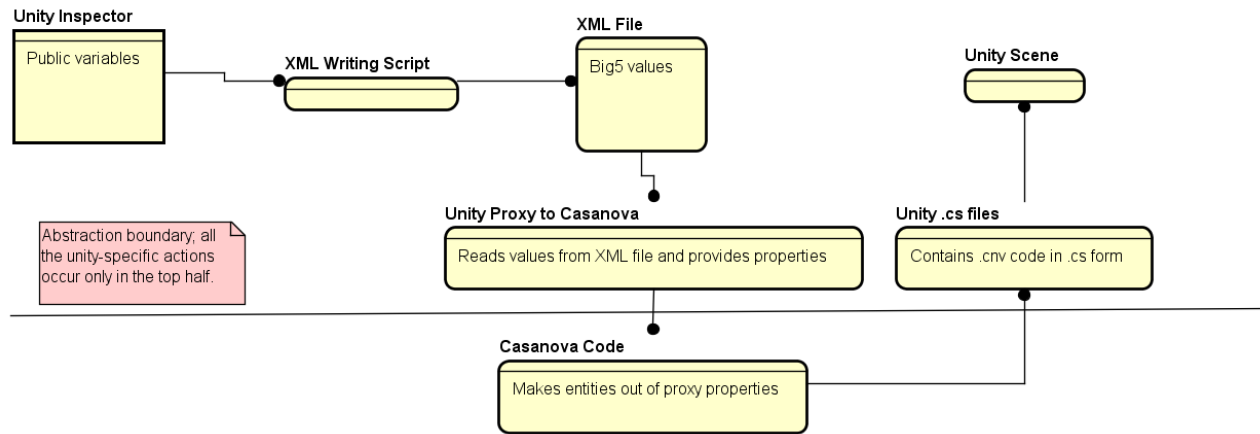 Unity Inspector
Public variables
XML Writing Script
XML File
Big5 values
Unity Scene
Abstraction boundary; all
the unity-specific actions
occur only in the top half.
Unity Proxy to Casanova
Reads values from XML file and provides properties
Unity .cs files
Contains .cnv code in .cs form
Casanova Code
Makes entities out of proxy properties